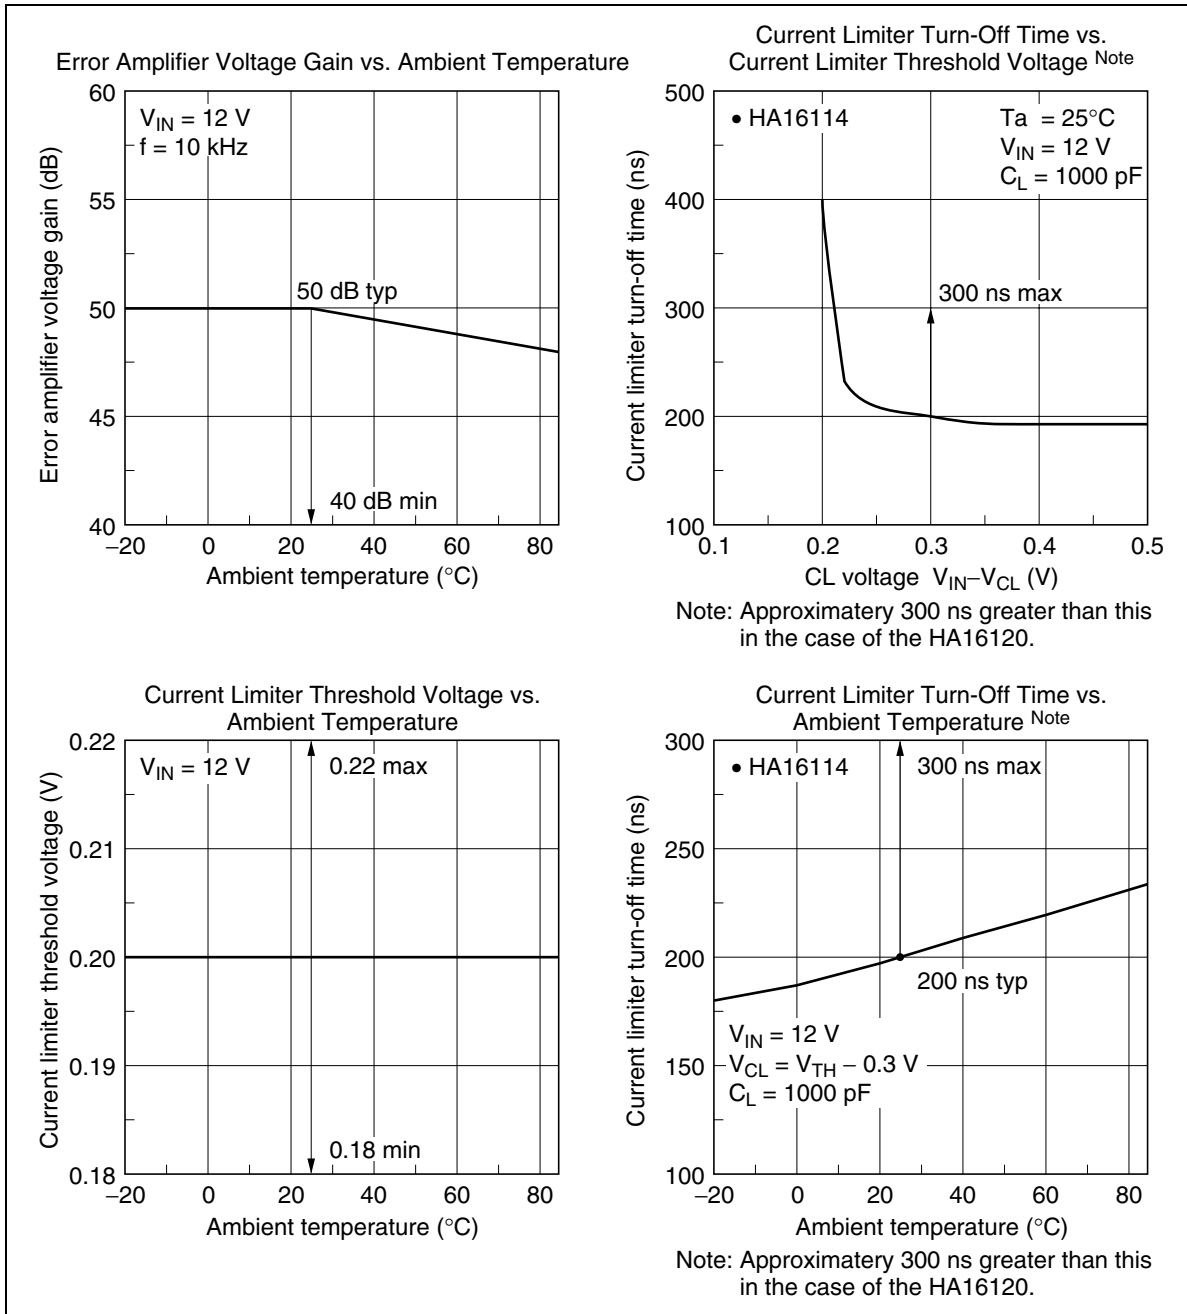 Error Amplifier Voltage Gain vs. Ambient Temperature
60
55
50
45
40
Error amplifier voltage gain (dB)
V_IN = 12 V
f = 10 kHz
50 dB typ
40 dB min
–20 0 20 40 60 80
Ambient temperature (°C)
Current Limiter Turn-Off Time vs.
Current Limiter Threshold Voltage Note
500
400
300
200
100
Current limiter turn-off time (ns)
• HA16114
Ta = 25°C
V_IN = 12 V
C_L = 1000 pF
300 ns max
0.1 0.2 0.3 0.4 0.5
CL voltage V_IN–V_CL (V)
Note: Approximatery 300 ns greater than this
in the case of the HA16120.
Current Limiter Threshold Voltage vs.
Ambient Temperature
0.22
0.21
0.20
0.19
0.18
Current limiter threshold voltage (V)
V_IN = 12 V
0.22 max
0.18 min
–20 0 20 40 60 80
Ambient temperature (°C)
Current Limiter Turn-Off Time vs.
Ambient Temperature Note
300
250
200
150
100
Current limiter turn-off time (ns)
• HA16114
300 ns max
200 ns typ
V_IN = 12 V
V_CL = V_TH – 0.3 V
C_L = 1000 pF
–20 0 20 40 60 80
Ambient temperature (°C)
Note: Approximatery 300 ns greater than this
in the case of the HA16120.